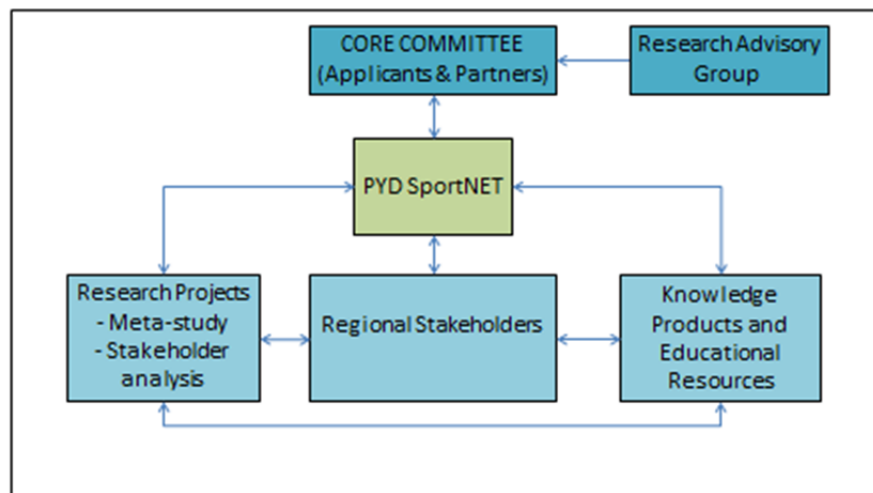 CORE COMMITTEE
(Applicants & Partners)
Research Advisory
Group
PYD SportNET
Research Projects
- Meta-study
- Stakeholder
analysis
Regional Stakeholders
Knowledge
Products and
Educational
Resources